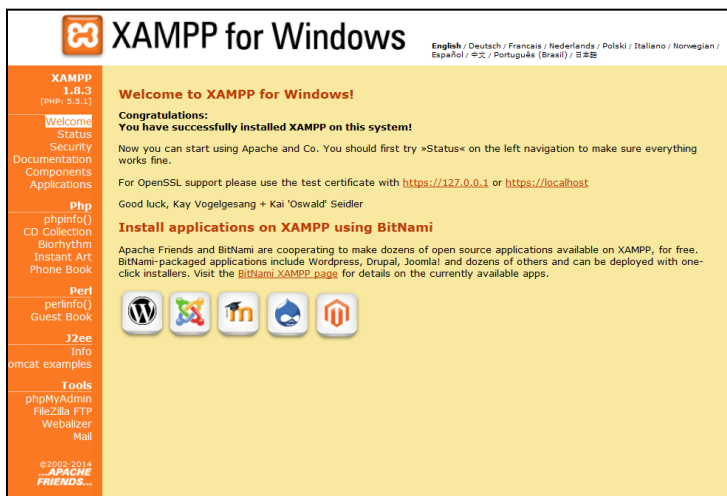 XAMPP for Windows
English / Deutsch / Francais / Nederlands / Polski / Italiano / Norwegian /
Español / 中文 / Português (Brasil) / 日本語
XAMPP
1.8.3
[PHP: 5.5.1]
Welcome
Status
Security
Documentation
Components
Applications
Php
phpinfo()
CD Collection
Biorhythm
Instant Art
Phone Book
Perl
perlinfo()
Guest Book
J2ee
Info
omcat examples
Tools
phpMyAdmin
FileZilla FTP
Webalizer
Mail
©2002-2014
...APACHE
FRIENDS...
Welcome to XAMPP for Windows!
Congratulations:
You have successfully installed XAMPP on this system!
Now you can start using Apache and Co. You should first try »Status« on the left navigation to make sure everything
works fine.
For OpenSSL support please use the test certificate with https://127.0.0.1 or https://localhost
Good luck, Kay Vogelgesang + Kai 'Oswald' Seidler
Install applications on XAMPP using BitNami
Apache Friends and BitNami are cooperating to make dozens of open source applications available on XAMPP, for free.
BitNami-packaged applications include Wordpress, Drupal, Joomla! and dozens of others and can be deployed with one-
click installers. Visit the BitNami XAMPP page for details on the currently available apps.